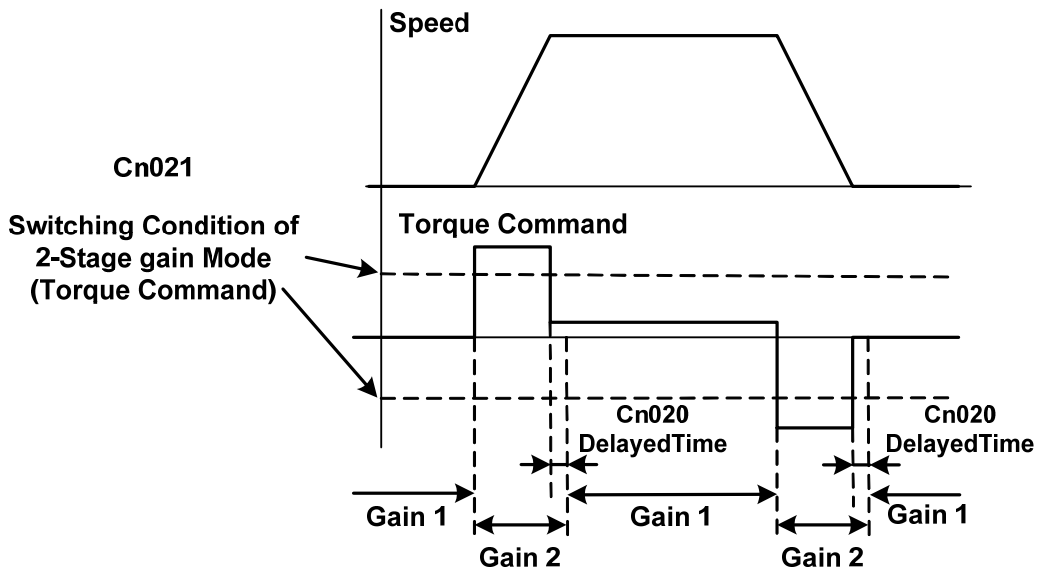 Speed
Cn021
Switching Condition of
2-Stage gain Mode
(Torque Command)
Torque Command
Cn020
DelayedTime
Cn020
DelayedTime
Gain 1
Gain 2
Gain 1
Gain 2
Gain 1